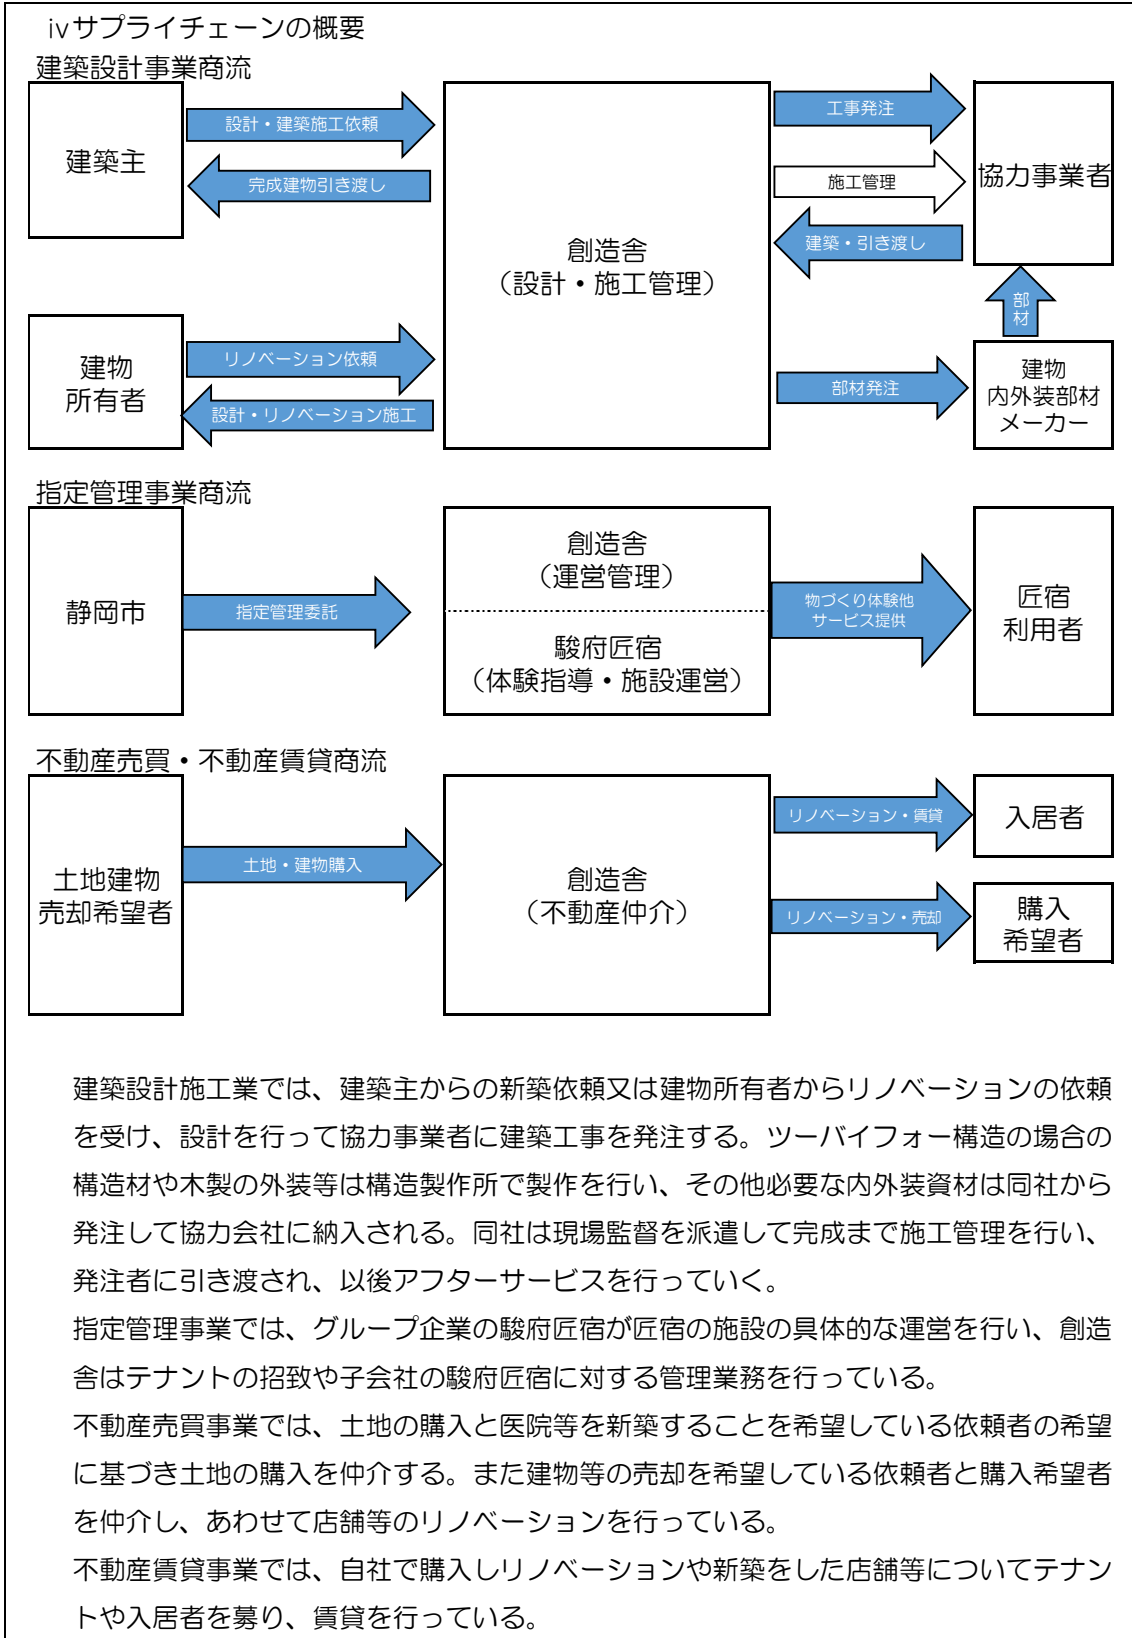 ivサプライチェーンの概要
建築設計事業商流
建築主
設計・建築施工依頼
完成建物引き渡し
創造舎
（設計・施工管理）
工事発注
施工管理
建築・引き渡し
協力事業者
部
材
建物
所有者
リノベーション依頼
設計・リノベーション施工
部材発注
建物
内外装部材
メーカー
指定管理事業商流
静岡市
指定管理委託
創造舎
（運営管理）
駿府匠宿
（体験指導・施設運営）
物づくり体験他
サービス提供
匠宿
利用者
不動産売買・不動産賃貸商流
土地建物
売却希望者
土地・建物購入
創造舎
（不動産仲介）
リノベーション・賃貸
入居者
リノベーション・売却
購入
希望者
建築設計施工業では、建築主からの新築依頼又は建物所有者からリノベーションの依頼
を受け、設計を行って協力事業者に建築工事を発注する。ツーバイフォー構造の場合の
構造材や木製の外装等は構造製作所で製作を行い、その他必要な内外装資材は同社から
発注して協力会社に納入される。同社は現場監督を派遣して完成まで施工管理を行い、
発注者に引き渡され、以後アフターサービスを行っていく。
指定管理事業では、グループ企業の駿府匠宿が匠宿の施設の具体的な運営を行い、創造
舎はテナントの招致や子会社の駿府匠宿に対する管理業務を行っている。
不動産売買事業では、土地の購入と医院等を新築することを希望している依頼者の希望
に基づき土地の購入を仲介する。また建物等の売却を希望している依頼者と購入希望者
を仲介し、あわせて店舗等のリノベーションを行っている。
不動産賃貸事業では、自社で購入しリノベーションや新築をした店舗等についてテナン
トや入居者を募り、賃貸を行っている。